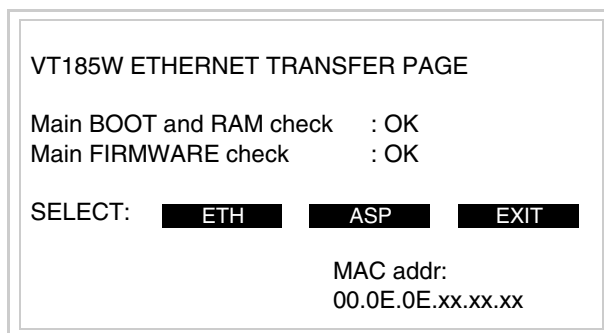 VT185W ETHERNET TRANSFER PAGE
Main BOOT and RAM check : OK
Main FIRMWARE check : OK
SELECT: ETH ASP EXIT
MAC addr:
00.0E.0E.xx.xx.xx